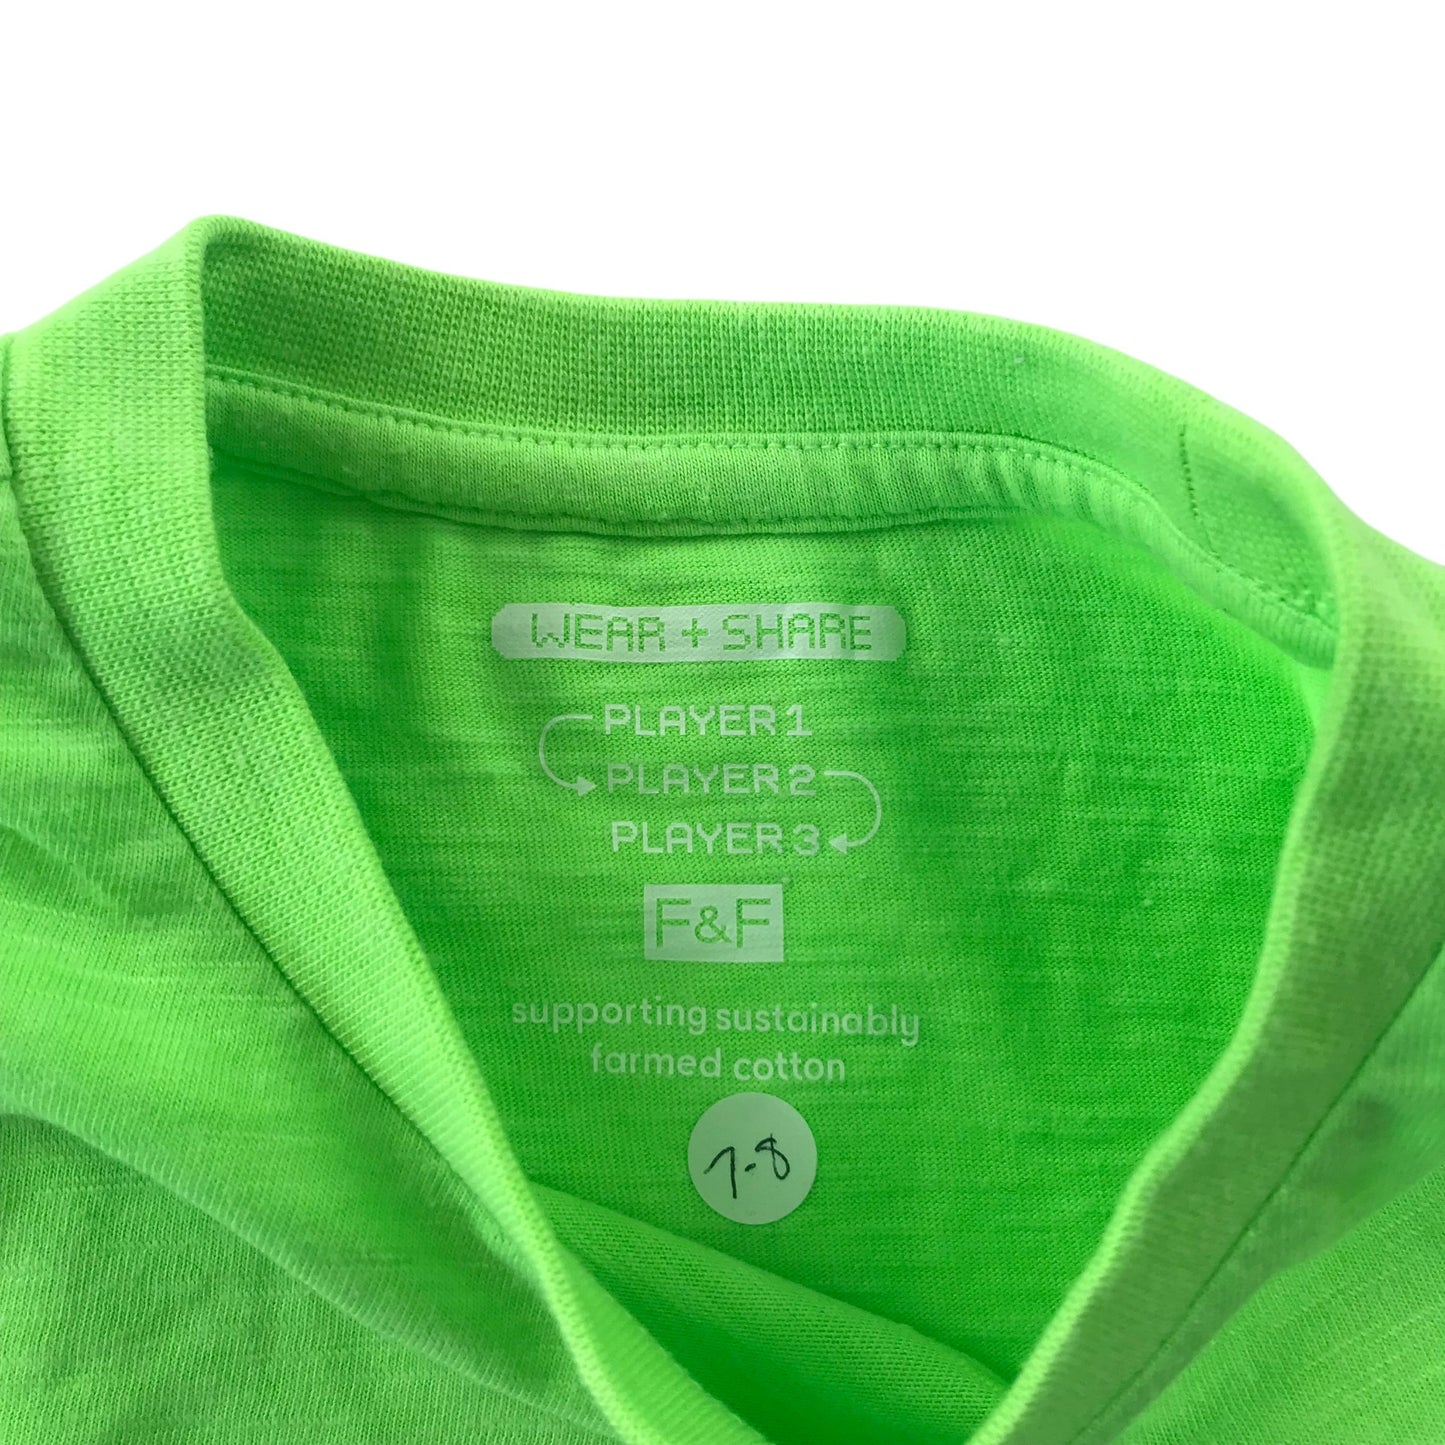 WEAR + SHARE
PLAYER 1
PLAYER 2
PLAYER 3
F&F
supporting sustainably
farmed cotton
7-8